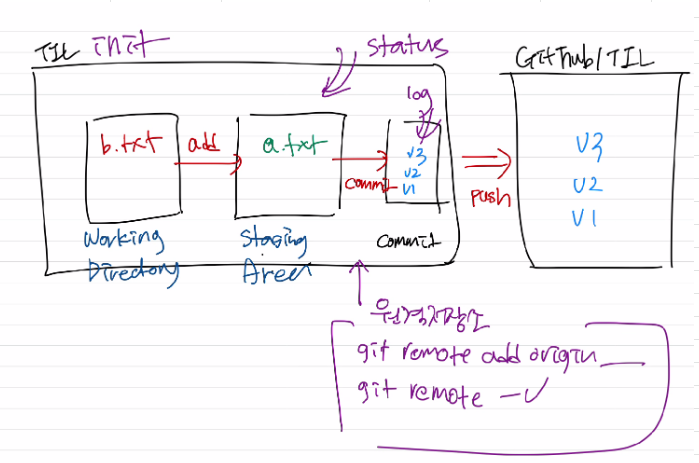 TIL init
status
GitHub/TIL
log
b.txt
add
a.txt
commit
v3
v2
v1
push
v3
v2
v1
Working
Directory
Staging
Area
Commit
원격저장소
git remote add origin __
git remote -v